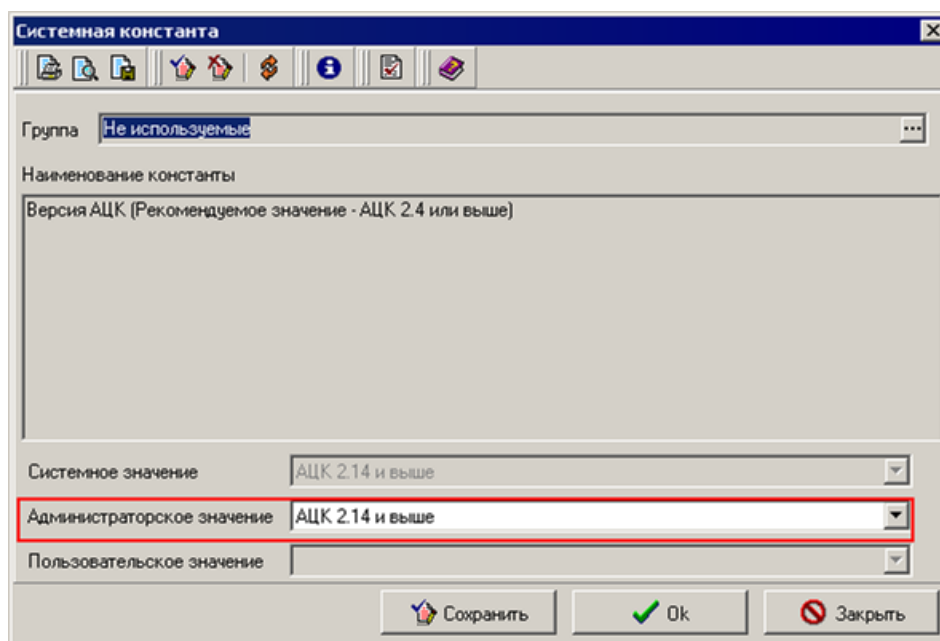 Системная константа
Группа Не используемые ...
Наименование константы
Версия АЦК (Рекомендуемое значение - АЦК 2.4 или выше)
Системное значение АЦК 2.14 и выше
Администраторское значение АЦК 2.14 и выше
Пользовательское значение
Сохранить Ok Закрыть